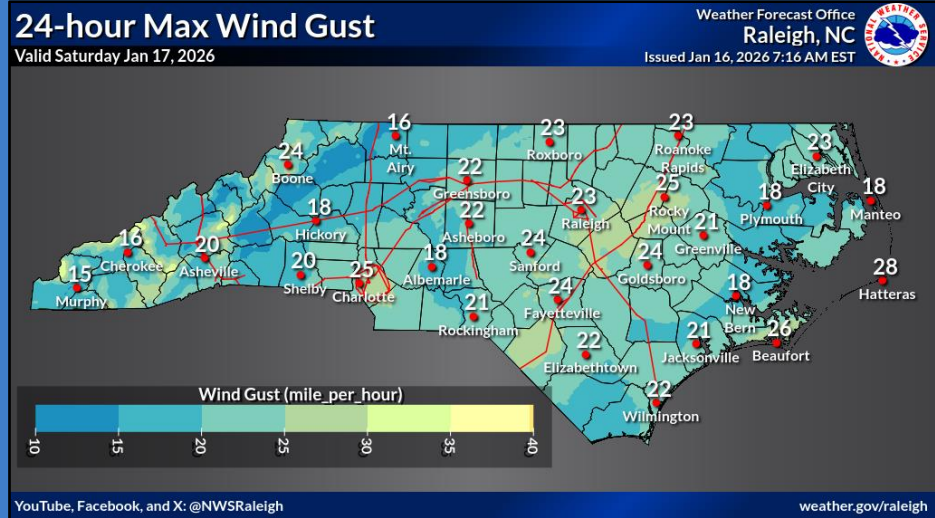 24-hour Max Wind Gust
Valid Saturday Jan 17, 2026
Weather Forecast Office
Raleigh, NC
Issued Jan 16, 2026 7:16 AM EST
NATIONAL WEATHER SERVICE
16
Mt.
Airy
23
Roxboro
23
Roanoke
Rapids
23
Elizabeth
City
24
Boone
22
Greensboro
25
Rocky
Mount
18
Plymouth
18
Manteo
18
Hickory
22
Asheboro
23
Raleigh
21
Greenville
16
Cherokee
20
Asheville
15
Murphy
20
Shelby
25
Charlotte
18
Albemarle
24
Sanford
24
Goldsboro
28
Hatteras
24
Fayetteville
18
New
Bern
21
Rockingham
22
Elizabethtown
21
Jacksonville
26
Beaufort
22
Wilmington
Wind Gust (mile_per_hour)
10 15 20 25 30 35 40
YouTube, Facebook, and X: @NWSRaleigh
weather.gov/raleigh